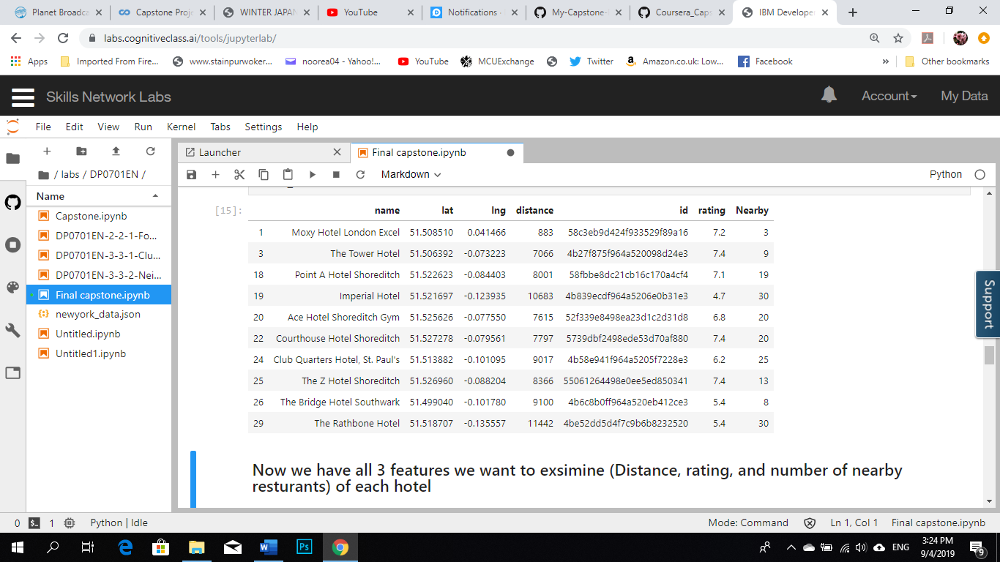 Planet Broadca
Capstone Proje
WINTER JAPAN
YouTube
Notifications -
My-Capstone-
Coursera_Caps
IBM Develope
labs.cognitiveclass.ai/tools/jupyterlab/
Apps
Imported From Fire...
www.stainpurwoker...
noorea04 - Yahoo!...
YouTube
MCUExchange
Twitter
Amazon.co.uk: Low...
Facebook
»
Other bookmarks
Skills Network Labs
Account
My Data
File Edit View Run Kernel Tabs Settings Help
Launcher
Final capstone.ipynb
/ labs / DP0701EN /
Markdown
Python
Name
Capstone.ipynb
DP0701EN-2-2-1-Fo...
DP0701EN-3-3-1-Clu...
DP0701EN-3-3-2-Nei...
Final capstone.ipynb
newyork_data.json
Untitled.ipynb
Untitled1.ipynb
[15]:
name lat lng distance id rating Nearby
1 Moxy Hotel London Excel 51.508510 0.041466 883 58c3eb9d424f933529f89a16 7.2 3
3 The Tower Hotel 51.506392 -0.073223 7066 4b27f875f964a520098d24e3 7.4 9
18 Point A Hotel Shoreditch 51.522623 -0.084403 8001 58fbbe8dc21cb16c170a4cf4 7.1 19
19 Imperial Hotel 51.521697 -0.123935 10683 4b839ecdf964a5206e0b31e3 4.7 30
20 Ace Hotel Shoreditch Gym 51.525626 -0.077550 7615 52f339e8498ea23d1c2d31d8 6.8 20
22 Courthouse Hotel Shoreditch 51.527278 -0.079561 7797 5739dbf2498ede53d70af880 7.4 20
24 Club Quarters Hotel, St. Paul's 51.513882 -0.101095 9017 4b58e941f964a5205f7228e3 6.2 25
25 The Z Hotel Shoreditch 51.526960 -0.088204 8366 55061264498e0ee5ed850341 7.4 13
26 The Bridge Hotel Southwark 51.499040 -0.101780 9100 4b6c8b0ff964a520eb412ce3 5.4 8
29 The Rathbone Hotel 51.518707 -0.135557 11442 4be52dd5d4f7c9b6b8232520 5.4 30
Support
Now we have all 3 features we want to exsimine (Distance, rating, and number of nearby
resturants) of each hotel
0 $_ 1 Python | Idle
Mode: Command
Ln 1, Col 1
Final capstone.ipynb
Ps
ENG
3:24 PM
9/4/2019
9